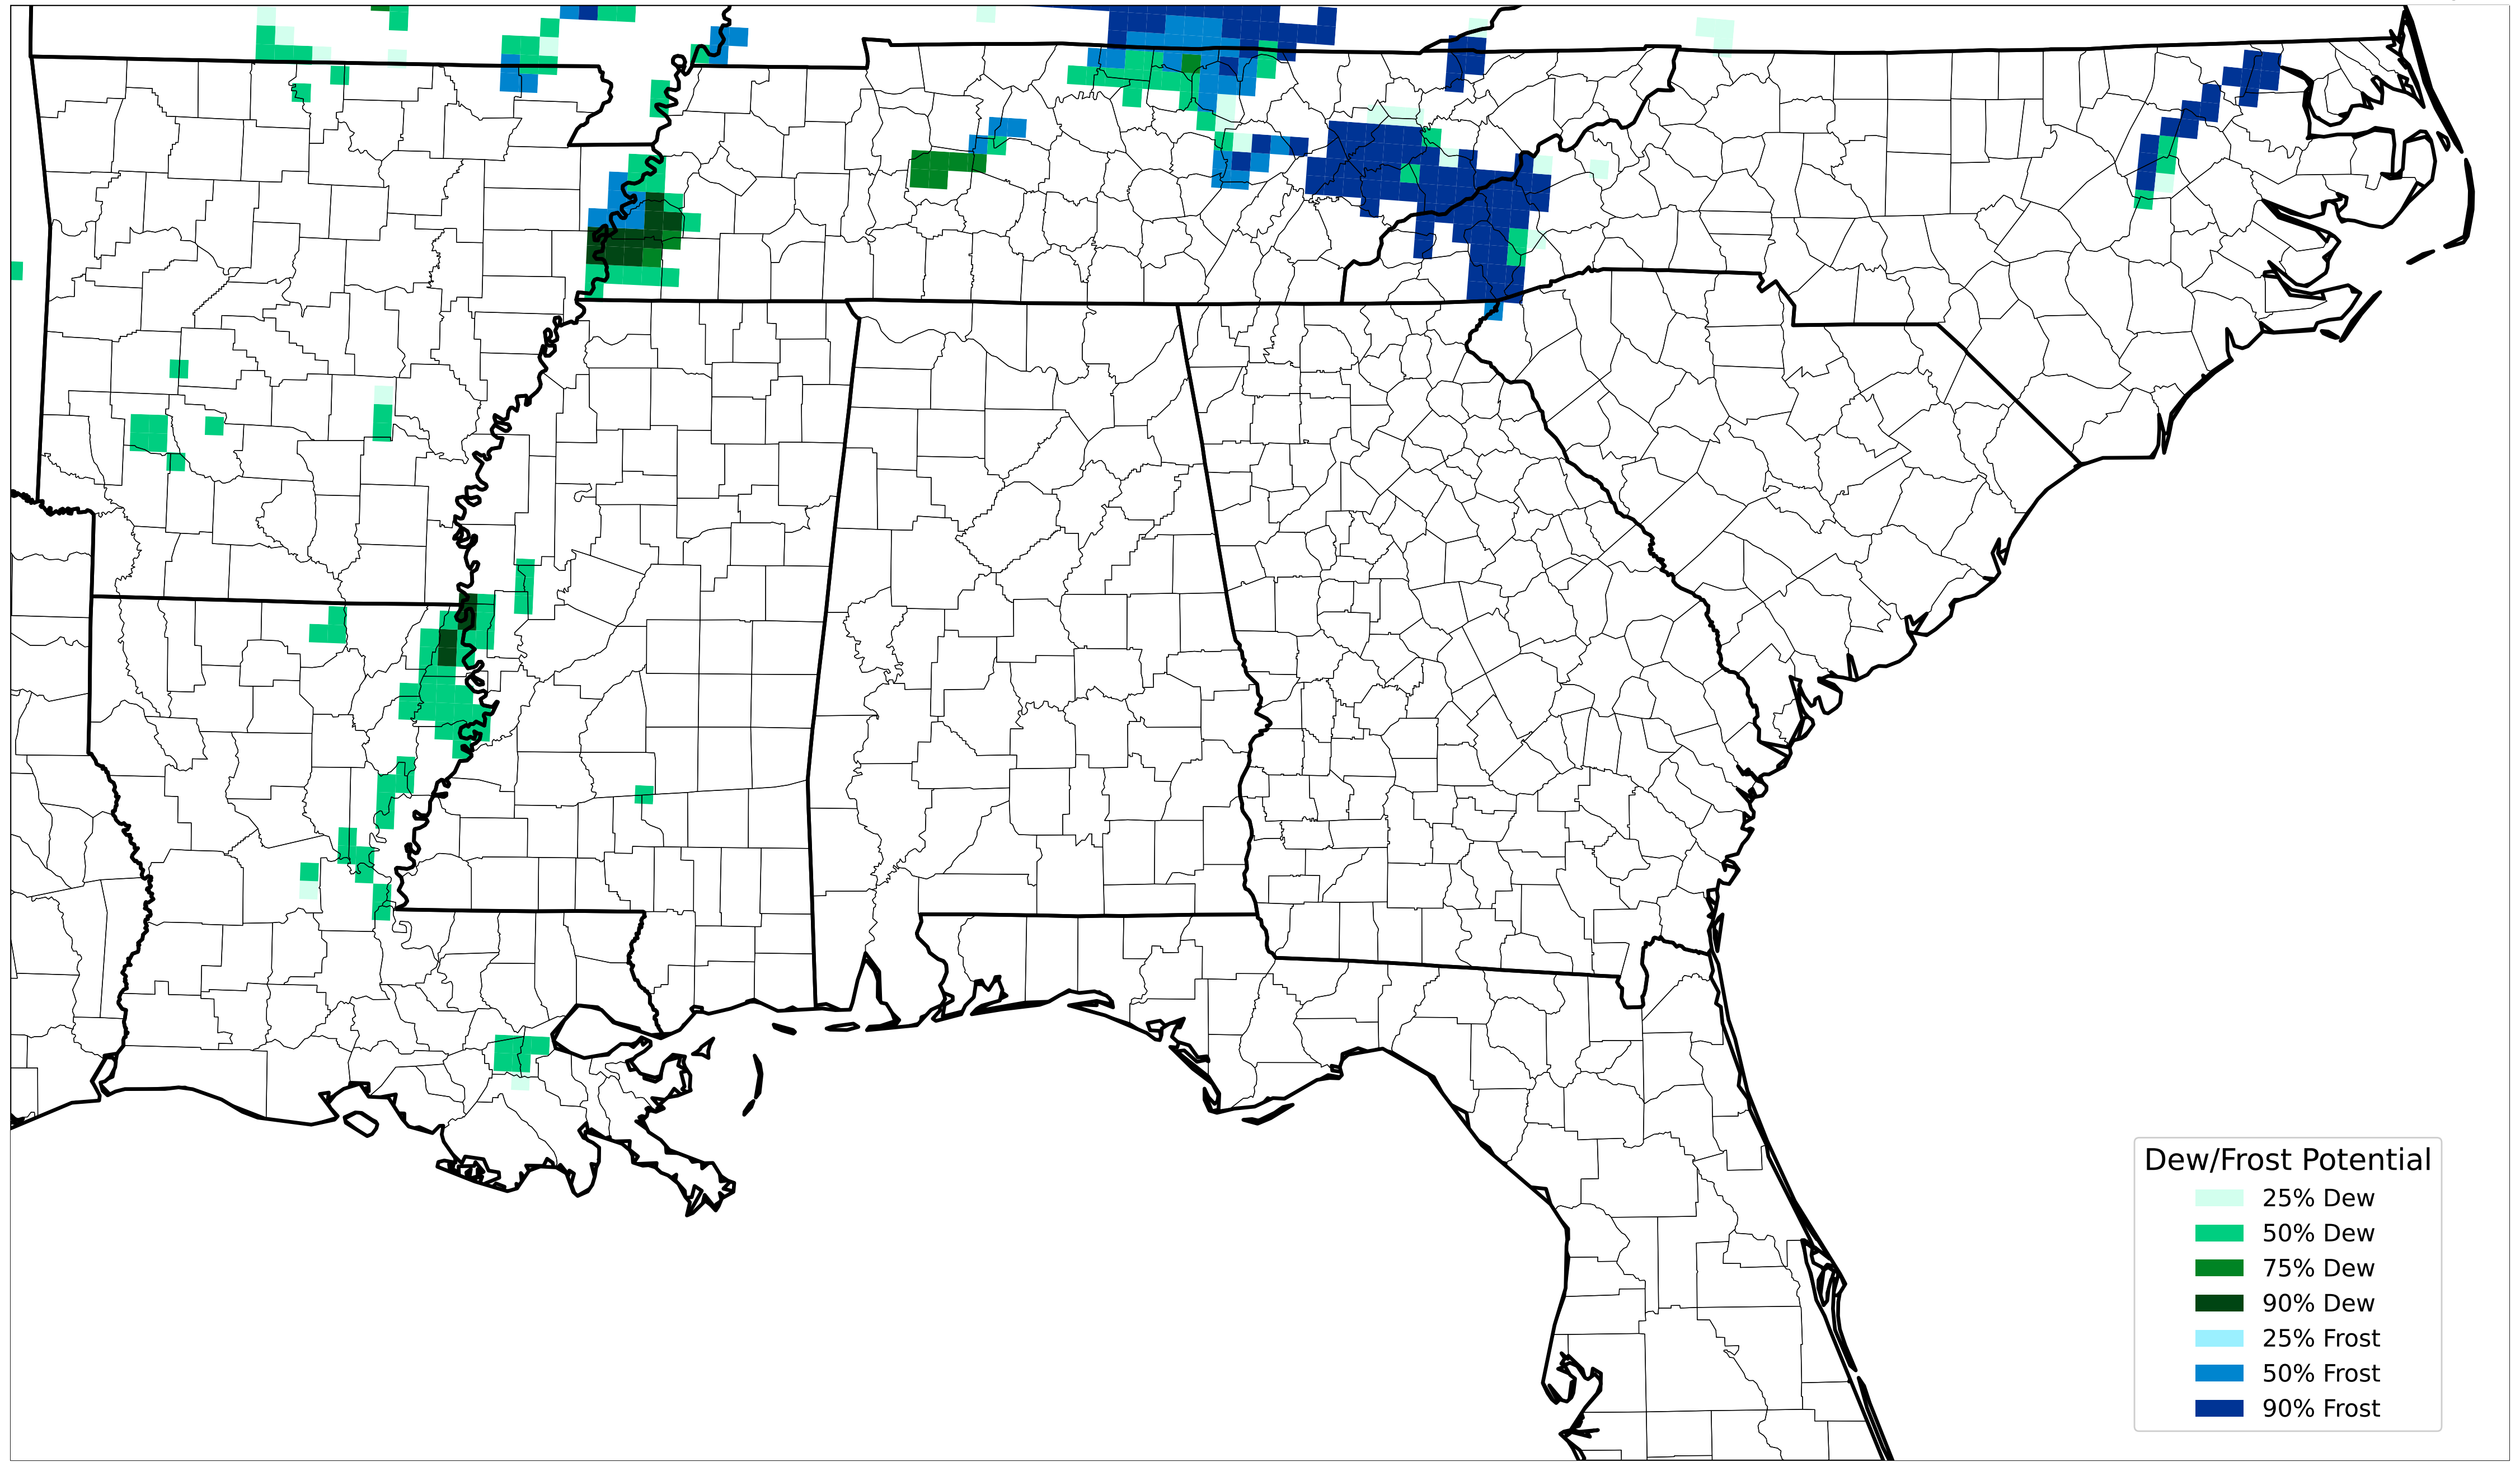 Dew/Frost Potential
25% Dew
50% Dew
75% Dew
90% Dew
25% Frost
50% Frost
90% Frost